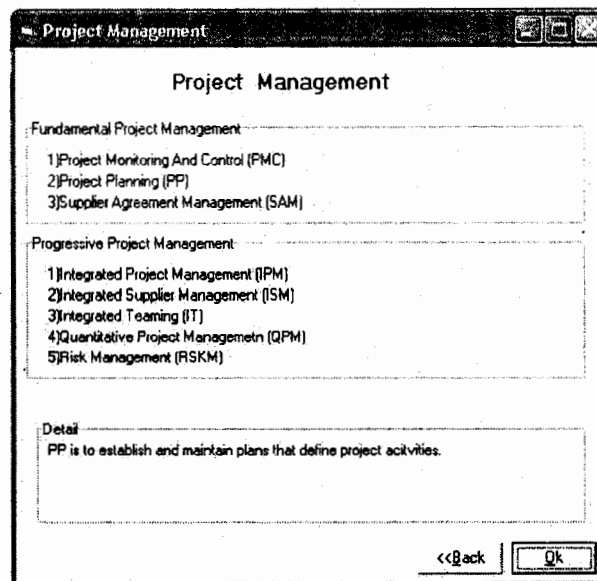 Project Management
Project Management
Fundamental Project Management
1)Project Monitoring And Control (PMC)
2)Project Planning (PP)
3)Supplier Agreement Management (SAM)
Progressive Project Management
1)Integrated Project Management (IPM)
2)Integrated Supplier Management (ISM)
3)Integrated Teaming (IT)
4)Quantitative Project Managemetn (QPM)
5)Risk Management (RSKM)
Detail
PP is to establish and maintain plans that define project acitvities.
<<Back Ok